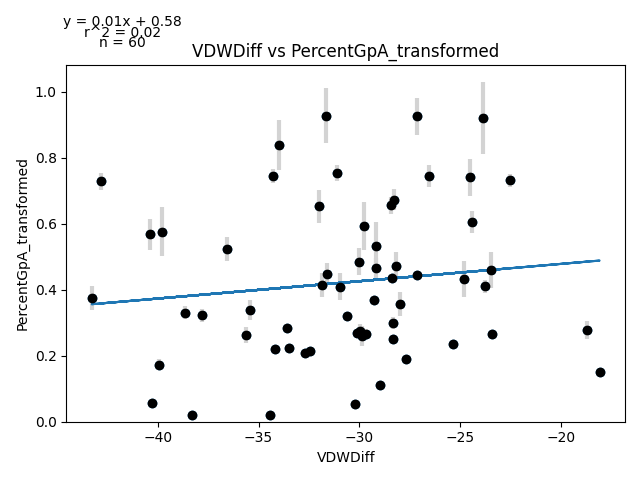 y = 0.01x + 0.58
r^2 = 0.02
n = 60
VDWDiff vs PercentGpA_transformed
PercentGpA_transformed
1.0
0.8
0.6
0.4
0.2
0.0
−40
−35
−30
−25
−20
VDWDiff